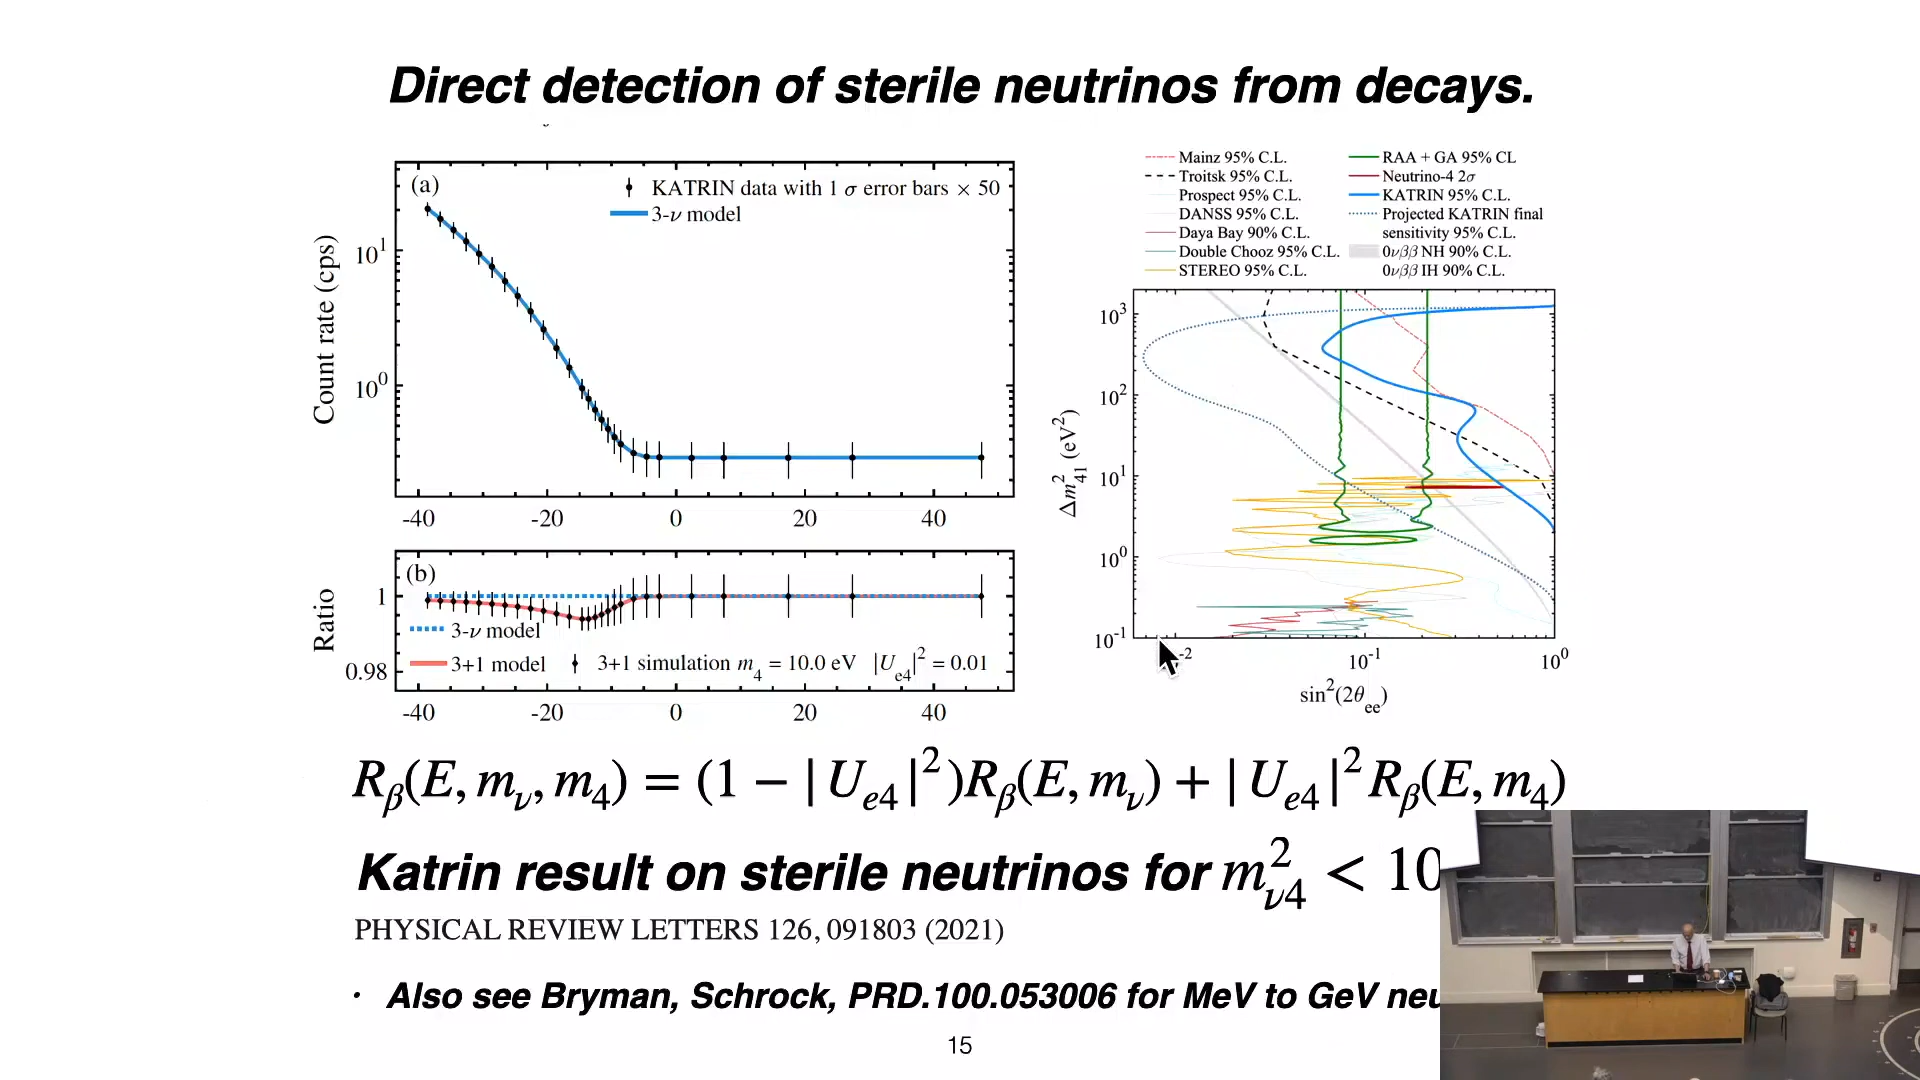 Direct detection of sterile neutrinos from decays.
(a)
KATRIN data with 1 σ error bars × 50
3-ν model
Count rate (cps)
10^1
10^0
-40 -20 0 20 40
(b)
Ratio
1
0.98
3-ν model
3+1 model 3+1 simulation m_4 = 10.0 eV |U_e4|^2 = 0.01
-40 -20 0 20 40
Mainz 95% C.L.
Troitsk 95% C.L.
Prospect 95% C.L.
DANSS 95% C.L.
Daya Bay 90% C.L.
Double Chooz 95% C.L.
STEREO 95% C.L.
RAA + GA 95% CL
Neutrino-4 2σ
KATRIN 95% C.L.
Projected KATRIN final
sensitivity 95% C.L.
0νββ NH 90% C.L.
0νββ IH 90% C.L.
Δm^2_41 (eV^2)
10^3
10^2
10^1
10^0
10^-1
-2 10^-1 10^0
sin^2(2θ_ee)
R_β(E, m_ν, m_4) = (1 − |U_e4|^2)R_β(E, m_ν) + |U_e4|^2 R_β(E, m_4)
Katrin result on sterile neutrinos for m^2_ν4 < 10
PHYSICAL REVIEW LETTERS 126, 091803 (2021)
· Also see Bryman, Schrock, PRD.100.053006 for MeV to GeV neu
15